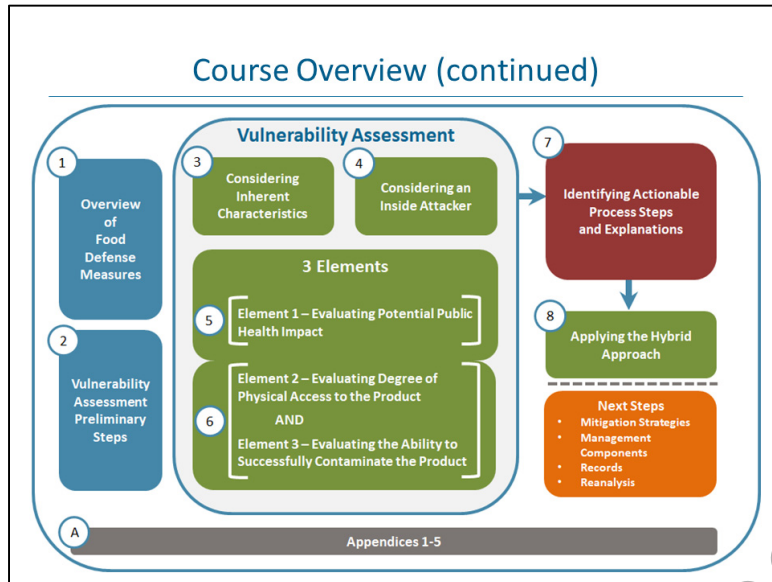 Course Overview (continued)
1
Overview
of
Food
Defense
Measures
2
Vulnerability
Assessment
Preliminary
Steps
Vulnerability Assessment
3
Considering
Inherent
Characteristics
4
Considering an
Inside Attacker
3 Elements
5
Element 1 – Evaluating Potential Public
Health Impact
6
Element 2 – Evaluating Degree of
Physical Access to the Product
AND
Element 3 – Evaluating the Ability to
Successfully Contaminate the Product
7
Identifying Actionable
Process Steps
and Explanations
8
Applying the Hybrid
Approach
Next Steps
• Mitigation Strategies
• Management
Components
• Records
• Reanalysis
A
Appendices 1-5